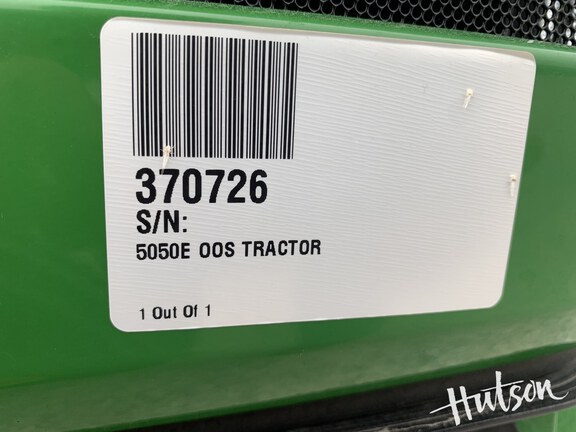 370726
S/N:
5050E OOS TRACTOR
1 Out Of 1
Hutson